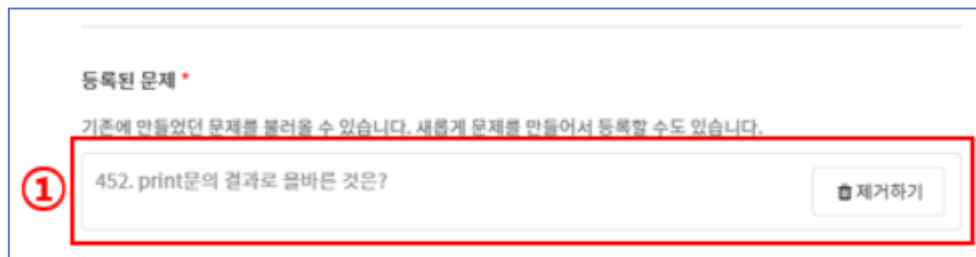 등록된 문제 *
기존에 만들었던 문제를 불러올 수 있습니다. 새롭게 문제를 만들어서 등록할 수도 있습니다.
①
452. print문의 결과로 올바른 것은?
제거하기